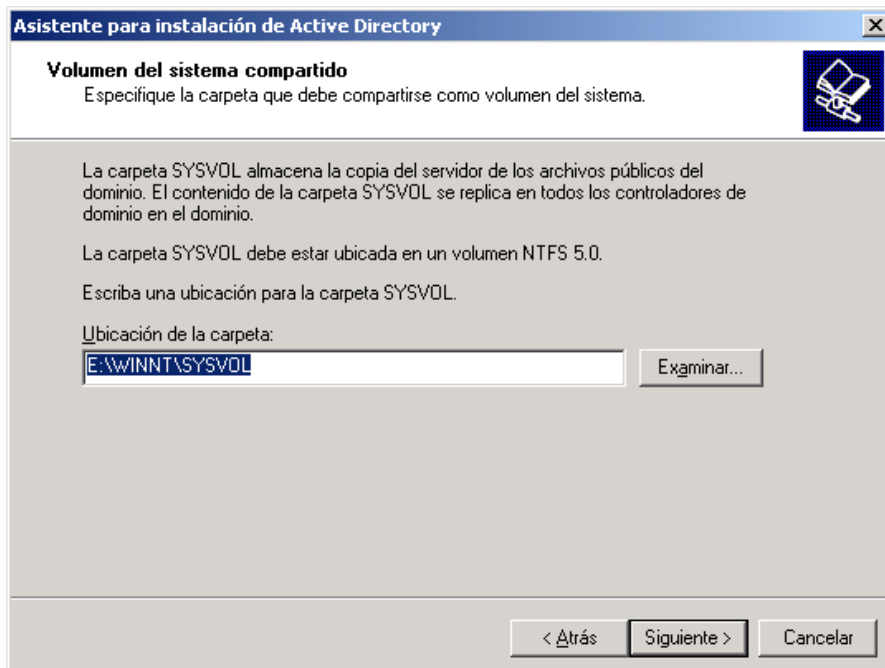 Asistente para instalación de Active Directory
Volumen del sistema compartido
Especifique la carpeta que debe compartirse como volumen del sistema.
La carpeta SYSVOL almacena la copia del servidor de los archivos públicos del
dominio. El contenido de la carpeta SYSVOL se replica en todos los controladores de
dominio en el dominio.
La carpeta SYSVOL debe estar ubicada en un volumen NTFS 5.0.
Escriba una ubicación para la carpeta SYSVOL.
Ubicación de la carpeta:
E:\WINNT\SYSVOL
Examinar...
< Atrás
Siguiente >
Cancelar